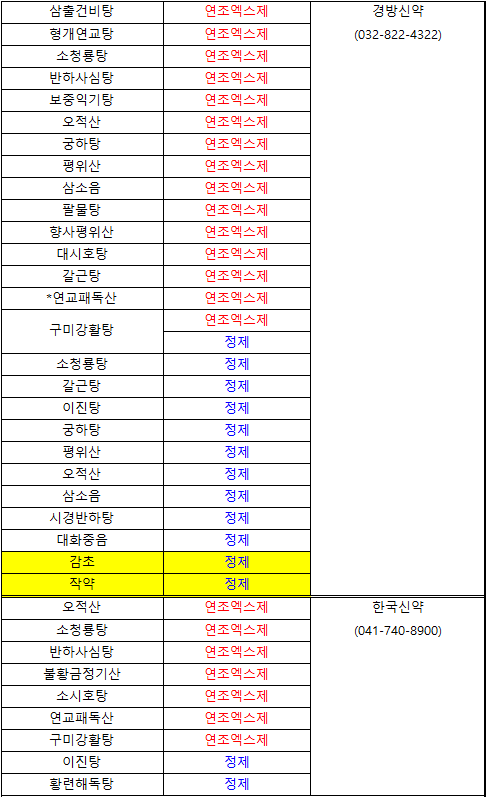 삼출건비탕 연조엑스제 경방신약
형개연교탕 연조엑스제 (032-822-4322)
소청룡탕 연조엑스제
반하사심탕 연조엑스제
보중익기탕 연조엑스제
오적산 연조엑스제
궁하탕 연조엑스제
평위산 연조엑스제
삼소음 연조엑스제
팔물탕 연조엑스제
향사평위산 연조엑스제
대시호탕 연조엑스제
갈근탕 연조엑스제
*연교패독산 연조엑스제
구미강활탕 연조엑스제
정제
소청룡탕 정제
갈근탕 정제
이진탕 정제
궁하탕 정제
평위산 정제
오적산 정제
삼소음 정제
시경반하탕 정제
대화중음 정제
감초 정제
작약 정제
오적산 연조엑스제 한국신약
소청룡탕 연조엑스제 (041-740-8900)
반하사심탕 연조엑스제
불황금정기산 연조엑스제
소시호탕 연조엑스제
연교패독산 연조엑스제
구미강활탕 연조엑스제
이진탕 정제
황련해독탕 정제